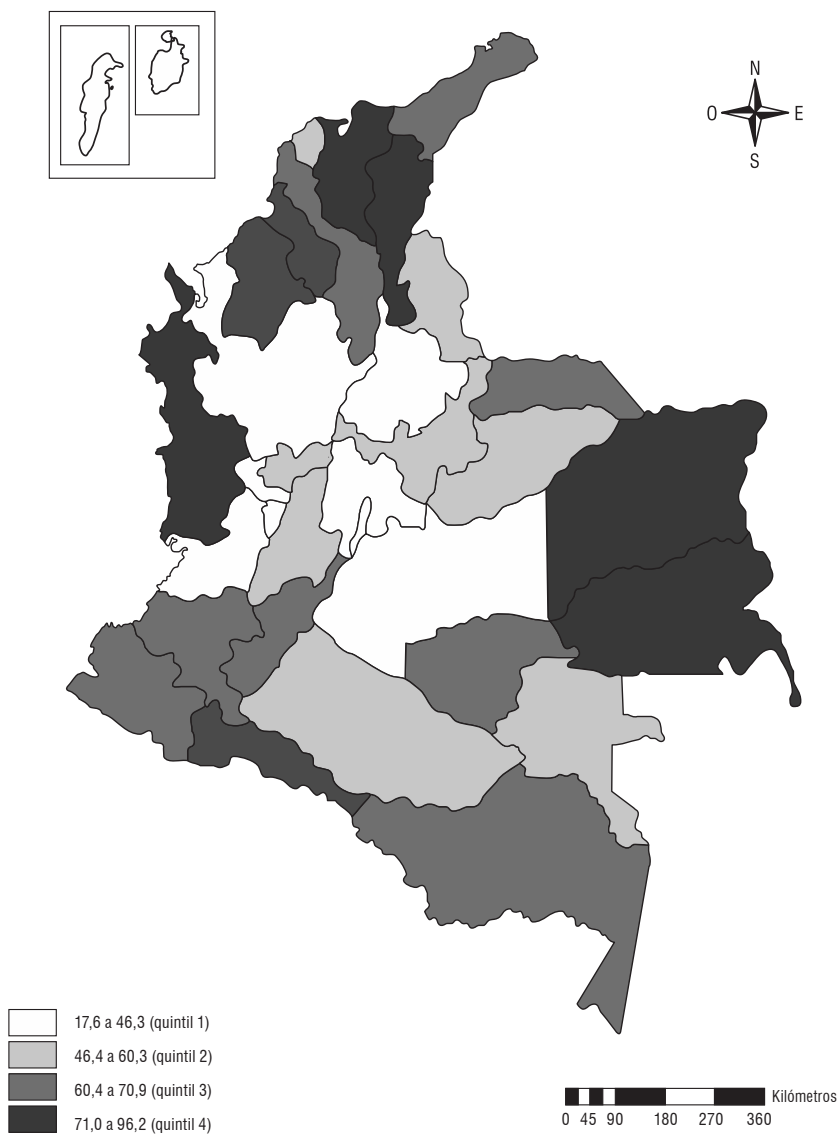 N
O E
S
17,6 a 46,3 (quintil 1)
46,4 a 60,3 (quintil 2)
60,4 a 70,9 (quintil 3)
71,0 a 96,2 (quintil 4)
Kilómetros
0 45 90 180 270 360